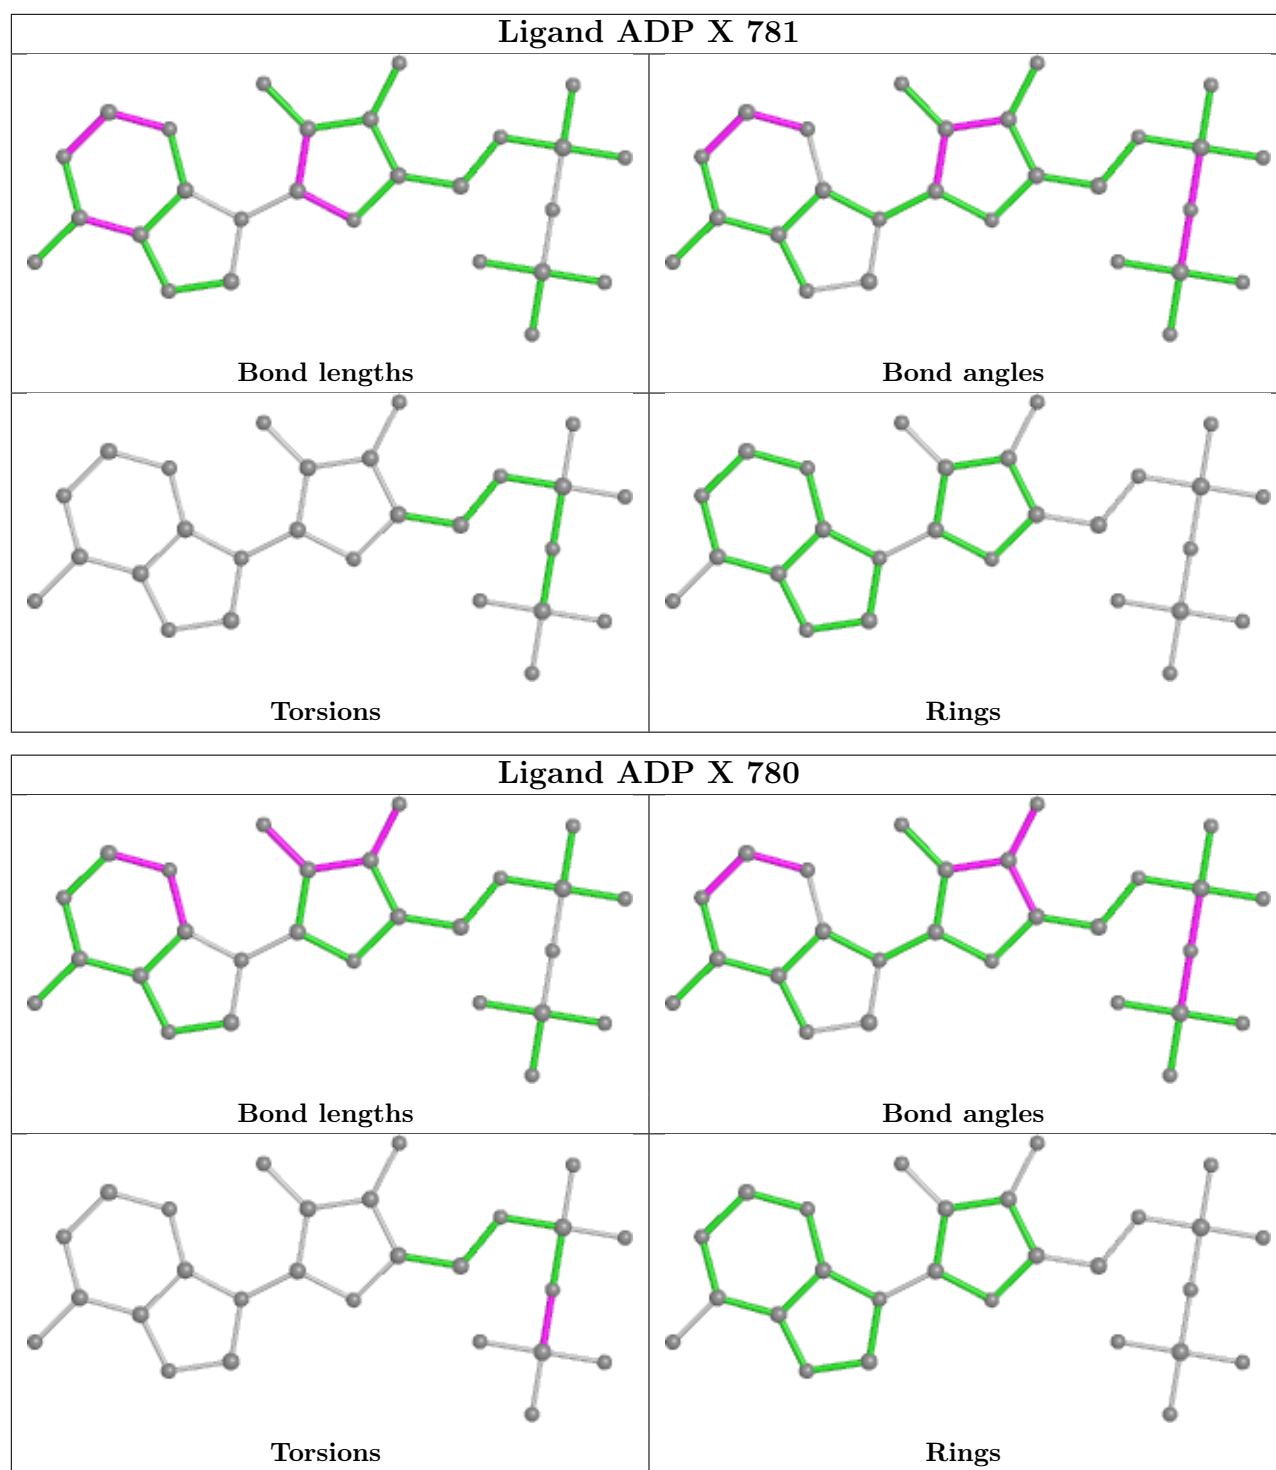 Ligand ADP X 781
Bond lengths
Bond angles
Torsions
Rings
Ligand ADP X 780
Bond lengths
Bond angles
Torsions
Rings